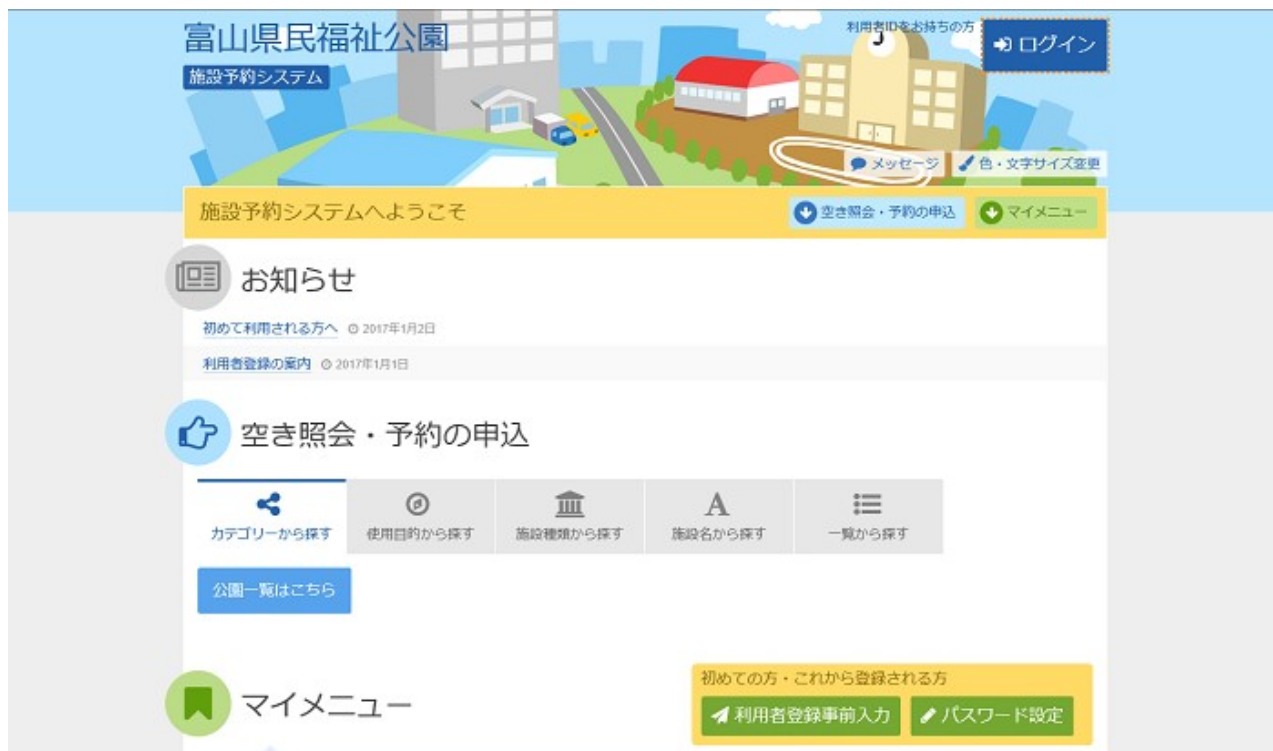 富山県民福祉公園
施設予約システム
利用者IDをお持ちの方
ログイン
メッセージ
色・文字サイズ変更
施設予約システムへようこそ
空き照会・予約の申込
マイメニュー
お知らせ
初めて利用される方へ 2017年1月2日
利用者登録の案内 2017年1月1日
空き照会・予約の申込
カテゴリーから探す
使用目的から探す
施設種類から探す
A
施設名から探す
一覧から探す
公園一覧はこちら
マイメニュー
初めての方・これから登録される方
利用者登録事前入力
パスワード設定